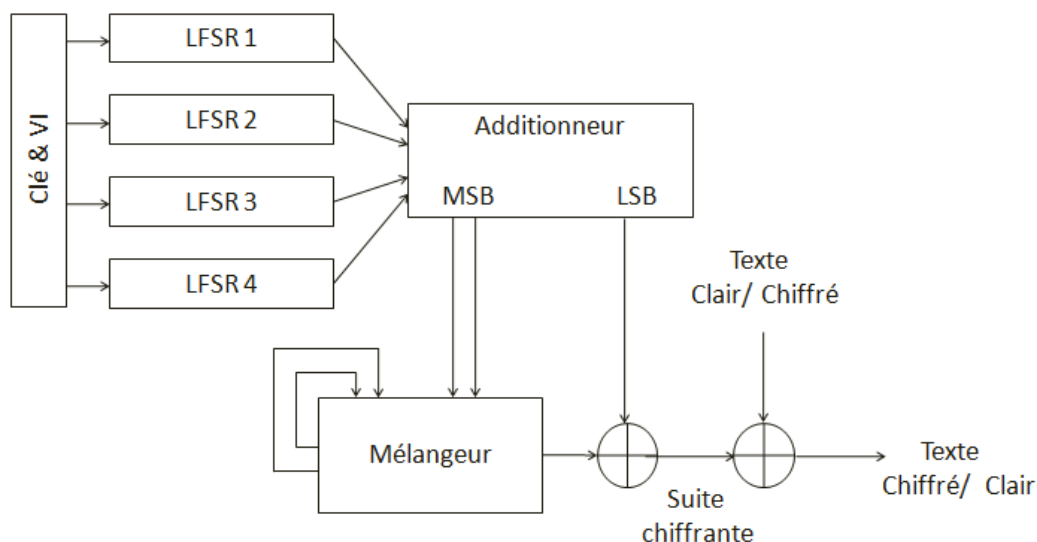 Clé & VI
LFSR 1
LFSR 2
LFSR 3
LFSR 4
Additionneur
MSB
LSB
Texte
Clair/ Chiffré
Mélangeur
Suite
chiffrante
Texte
Chiffré/ Clair